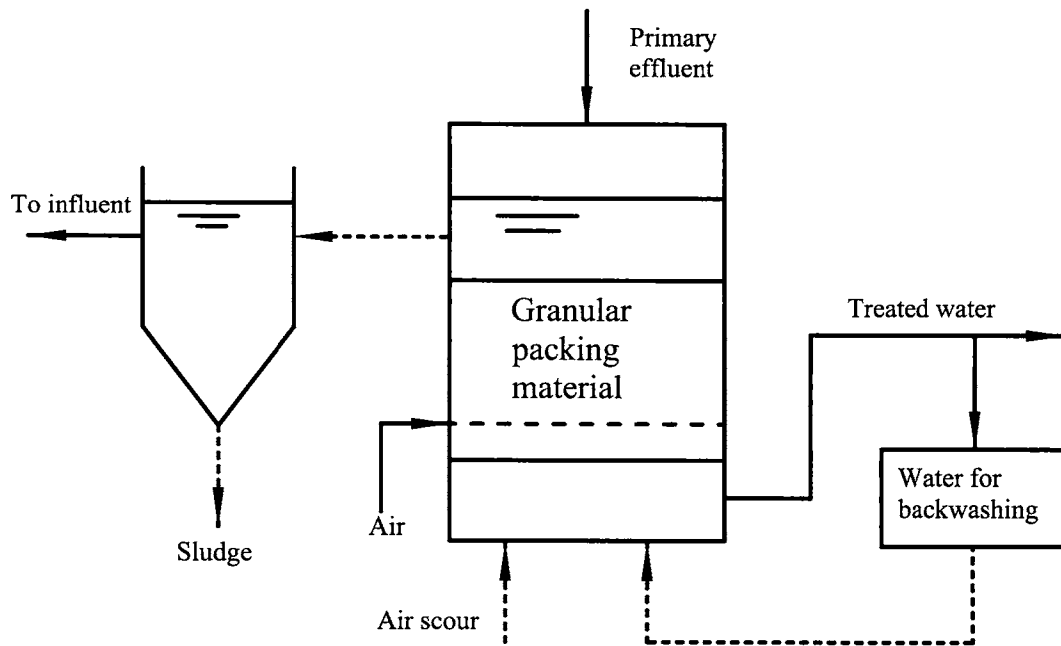 Primary
effluent
To influent
Granular
packing
material
Treated water
Water for
backwashing
Air
Sludge
Air scour